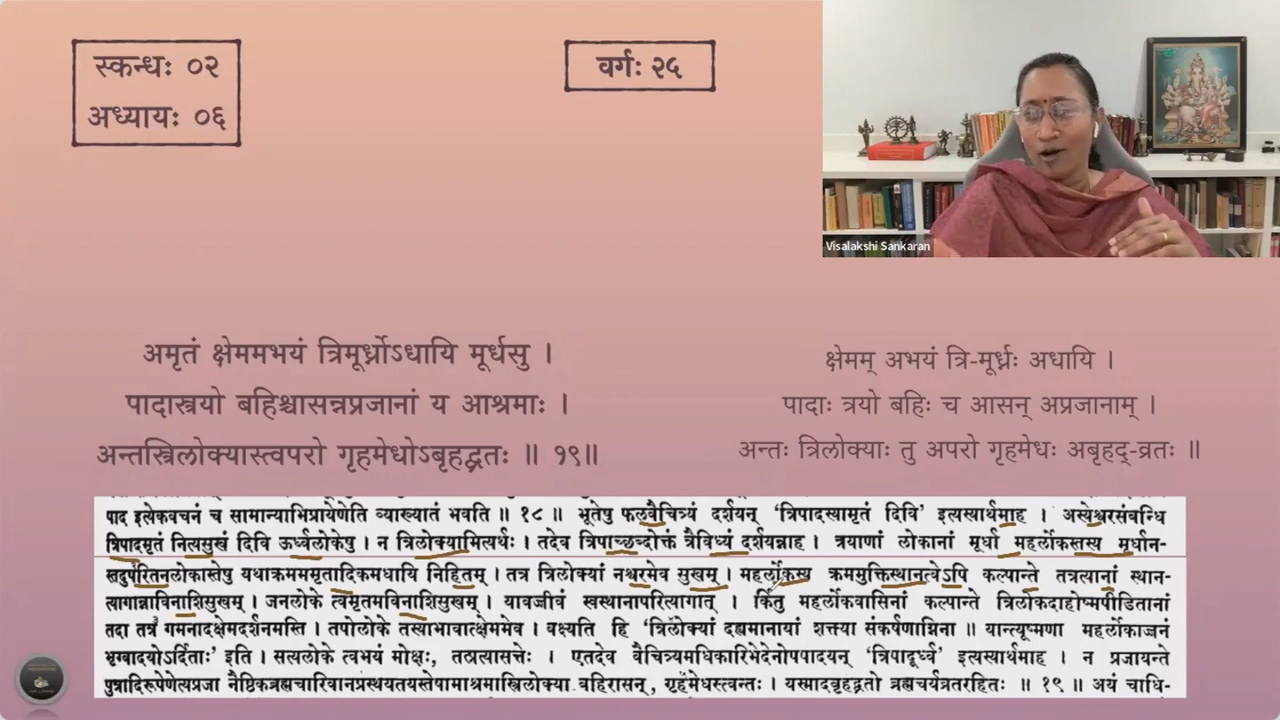 स्कन्धः ०२
अध्यायः ०६
वर्गः २५
Visalakshi Sankaran
अमृतं क्षेममभयं त्रिमूर्ध्नोऽधायि मूर्धसु ।
पादास्त्रयो बहिश्चासन्नप्रजानां य आश्रमाः ।
अन्तस्त्रिलोक्यास्त्वपरो गृहमेधोऽबृहद्व्रतः ॥ १९॥
क्षेमम् अभयं त्रि-मूर्ध्नः अधायि ।
पादाः त्रयो बहिः च आसन् अप्रजानाम् ।
अन्तः त्रिलोक्याः तु अपरो गृहमेधः अबृहद्-व्रतः ॥
पाद इत्येकवचनं च सामान्याभिप्रायेणेति व्याख्यातं भवति ॥ १८ ॥ भूतेषु फलवैचित्र्यं दर्शयन् ‘त्रिपादस्यामृतं दिवि’ इत्यस्यार्थमाह । अस्येश्वरसंबन्धि
त्रिपादमृतं नित्यसुखं दिवि ऊर्ध्वलोकेषु । न त्रिलोक्यामित्यर्थः । तदेव त्रिपाच्छब्दोक्तं त्रैविध्यं दर्शयन्नाह । त्रयाणां लोकानां मूर्धा महर्लोकस्तस्य मूर्धान-
स्तदुपरितनलोकास्तेषु यथाक्रममृतादिकमधायि निहितम् । तत्र त्रिलोक्यां नश्वरमेव सुखम् । महर्लोकस्य क्रममुक्तिस्थानत्वेऽपि कल्पान्ते तत्रत्यानां स्थान-
त्यागान्नाविनाशिसुखम् । जनलोके त्वमृतमविनाशिसुखम् । यावज्जीवं स्वस्थानापरित्यागात् । किंतु महर्लोकवासिनां कल्पान्ते त्रिलोकदाहोष्मपीडितानां
तदा तत्र गमनादक्षेमदर्शनमस्ति । तपोलोके तस्याभावात्क्षेममेव । वक्ष्यति हि ‘त्रिलोक्यां दह्यमानायां शक्त्या संकर्षणाग्निना ॥ यान्त्यूष्मणा महर्लोकाज्जनं
भृग्वादयोऽर्दिताः’ इति । सत्यलोके त्वभयं मोक्षः, तत्प्रत्यासत्तेः । एतदेव वैचित्र्यमधिकारिभेदेनोपपादयन् ‘त्रिपादूर्ध्व’ इत्यस्यार्थमाह । न प्रजायन्ते
पुत्रादिरूपेणेत्यप्रजा नैष्ठिकब्रह्मचारिवानप्रस्थयतयस्तेषामाश्रमास्त्रिलोक्या बहिरासन्, गृहमेधस्त्वन्तः । यस्मादबृहद्व्रतो ब्रह्मचर्यव्रतरहितः ॥ १९ ॥ अयं चाधि-